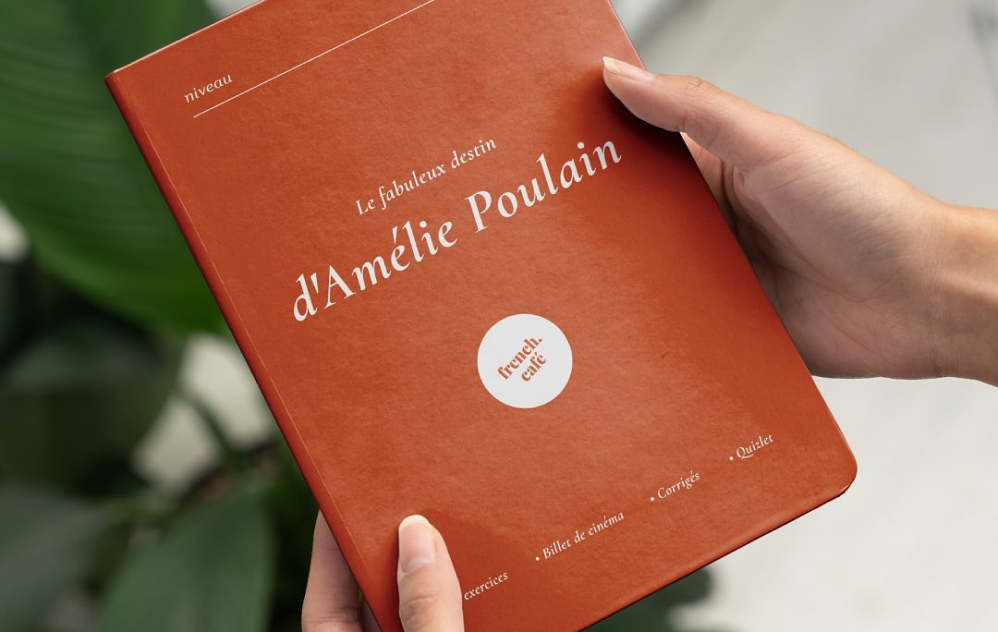 niveau
Le fabuleux destin
d'Amélie Poulain
french.
café
exercices
• Billet de cinéma
• Corrigés
• Quizlet